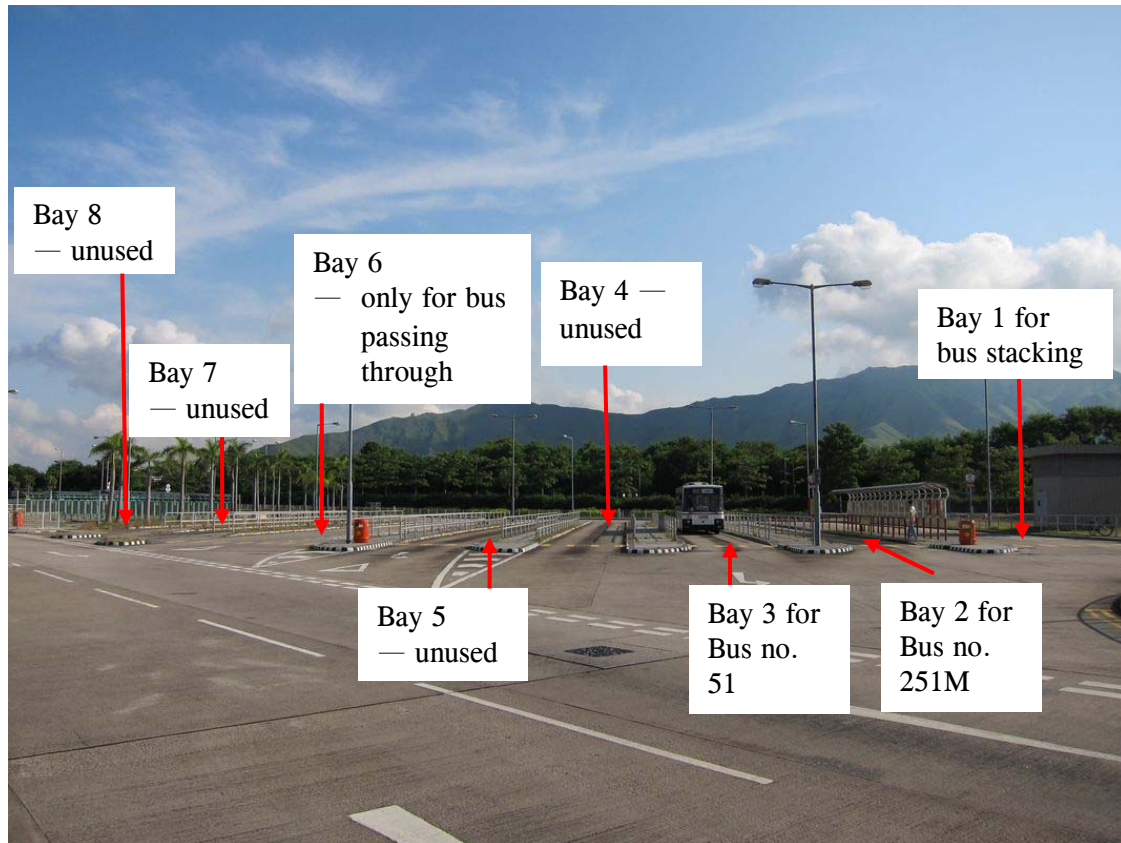 Bay 8
— unused
Bay 6
— only for bus
passing
through
Bay 4 —
unused
Bay 1 for
bus stacking
Bay 7
— unused
Bay 5
— unused
Bay 3 for
Bus no.
51
Bay 2 for
Bus no.
251M